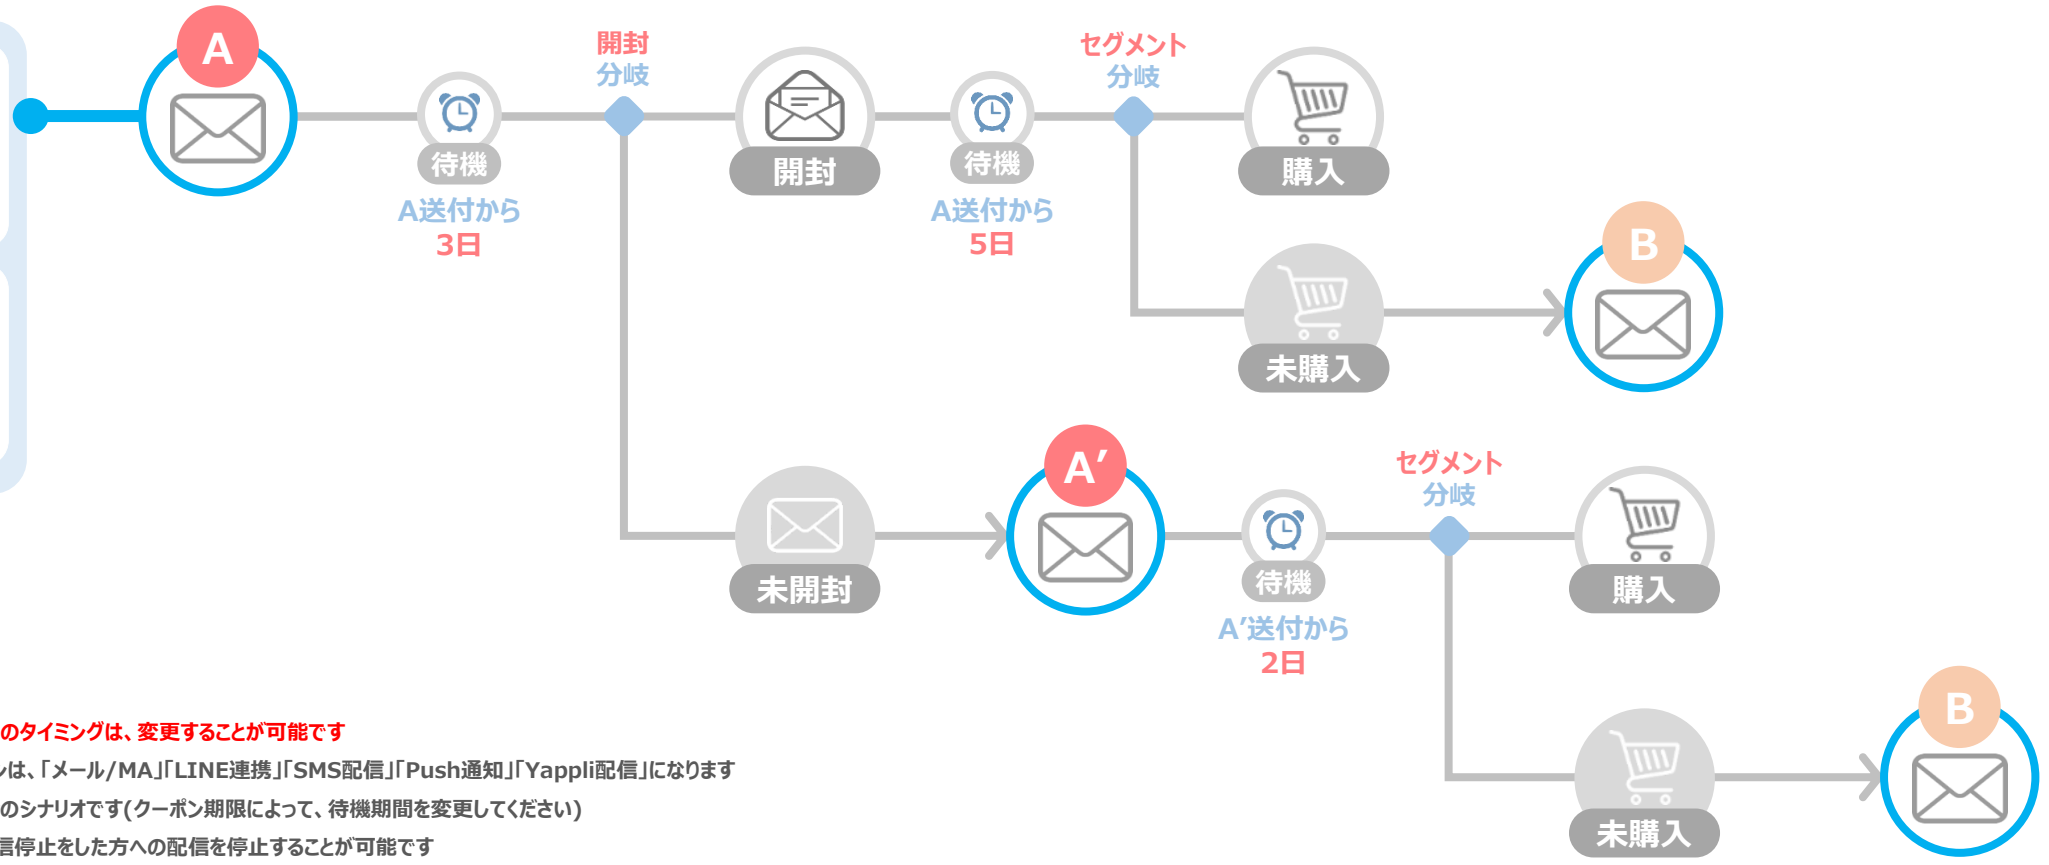 A
開封
分岐
セグメント
分岐
待機
開封
待機
購入
A送付から
3日
A送付から
5日
B
未購入
A’
セグメント
分岐
待機
未開封
購入
A’送付から
2日
B
のタイミングは、変更することが可能です
は、「メール/MA」「LINE連携」「SMS配信」「Push通知」「Yappli配信」になります
のシナリオです(クーポン期限によって、待機期間を変更してください)
信停止をした方への配信を停止することが可能です
未購入